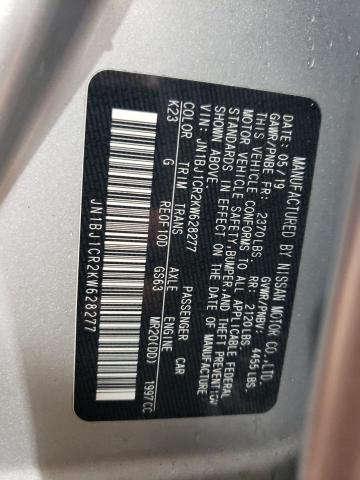 MANUFACTURED BY NISSAN MOTOR CO.,LTD.
DATE: 05/19 GVWR/PNBV: 4455 LBS.
GAWR/PNBE FR: 2370LBS. RR: 2120LBS.
THIS VEHICLE CONFORMS TO ALL APPLICABLE FEDERAL
MOTOR VEHICLE SAFETY,BUMPER,AND THEFT PREVENTION
STANDARDS IN EFFECT ON THE DATE OF MANUFACTURE
SHOWN ABOVE.
VIN: JN1BJ1CR2KW628277 PASSENGER CAR
COLOR TRIM TRANS AXLE ENGINE
K23 G RE0F10D GS63 MR20(DD) 1997CC
JN1BJ1CR2KW628277